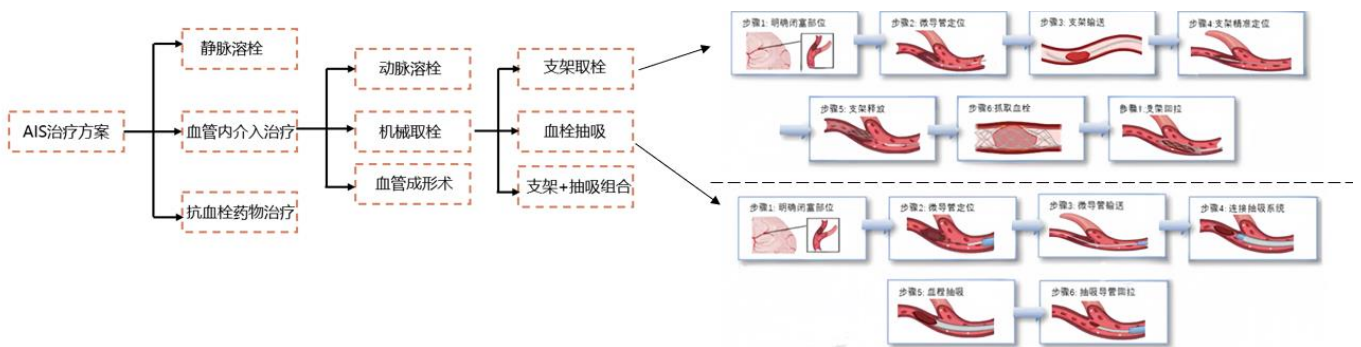 AIS治疗方案
静脉溶栓
血管内介入治疗
抗血栓药物治疗
动脉溶栓
机械取栓
血管成形术
支架取栓
血栓抽吸
支架+抽吸组合
步骤1: 明确闭塞部位
步骤2: 微导管定位
步骤3: 支架输送
步骤4:支架精准定位
步骤5: 支架释放
步骤6:抓取血栓
步骤1: 支架回拉
步骤1: 明确闭塞部位
步骤2: 微导管定位
步骤3: 微导管输送
步骤4: 连接抽吸系统
步骤5: 血栓抽吸
步骤6: 抽吸导管回拉